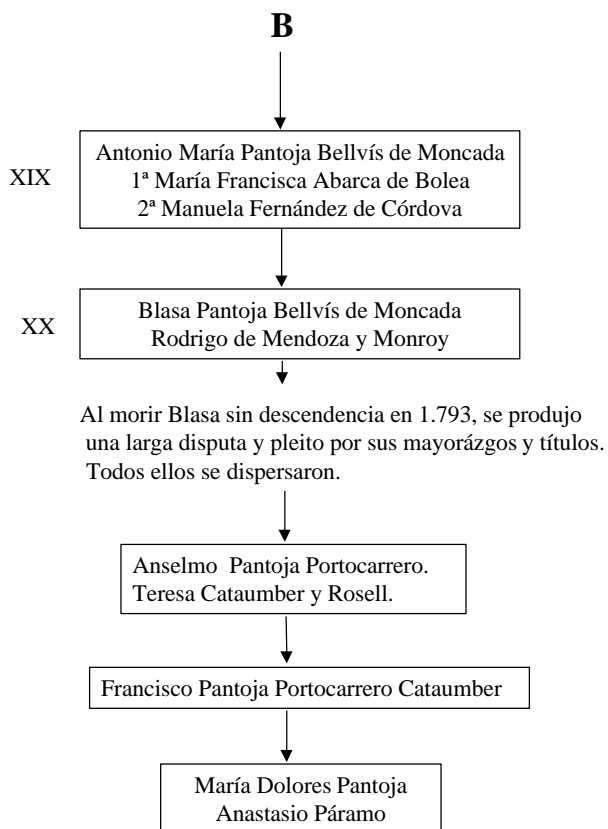 B
XIX
Antonio María Pantoja Bellvís de Moncada
1ª María Francisca Abarca de Bolea
2ª Manuela Fernández de Córdova
XX
Blasa Pantoja Bellvís de Moncada
Rodrigo de Mendoza y Monroy
Al morir Blasa sin descendencia en 1.793, se produjo
una larga disputa y pleito por sus mayorázgos y títulos.
Todos ellos se dispersaron.
Anselmo Pantoja Portocarrero.
Teresa Cataumber y Rosell.
Francisco Pantoja Portocarrero Cataumber
María Dolores Pantoja
Anastasio Páramo